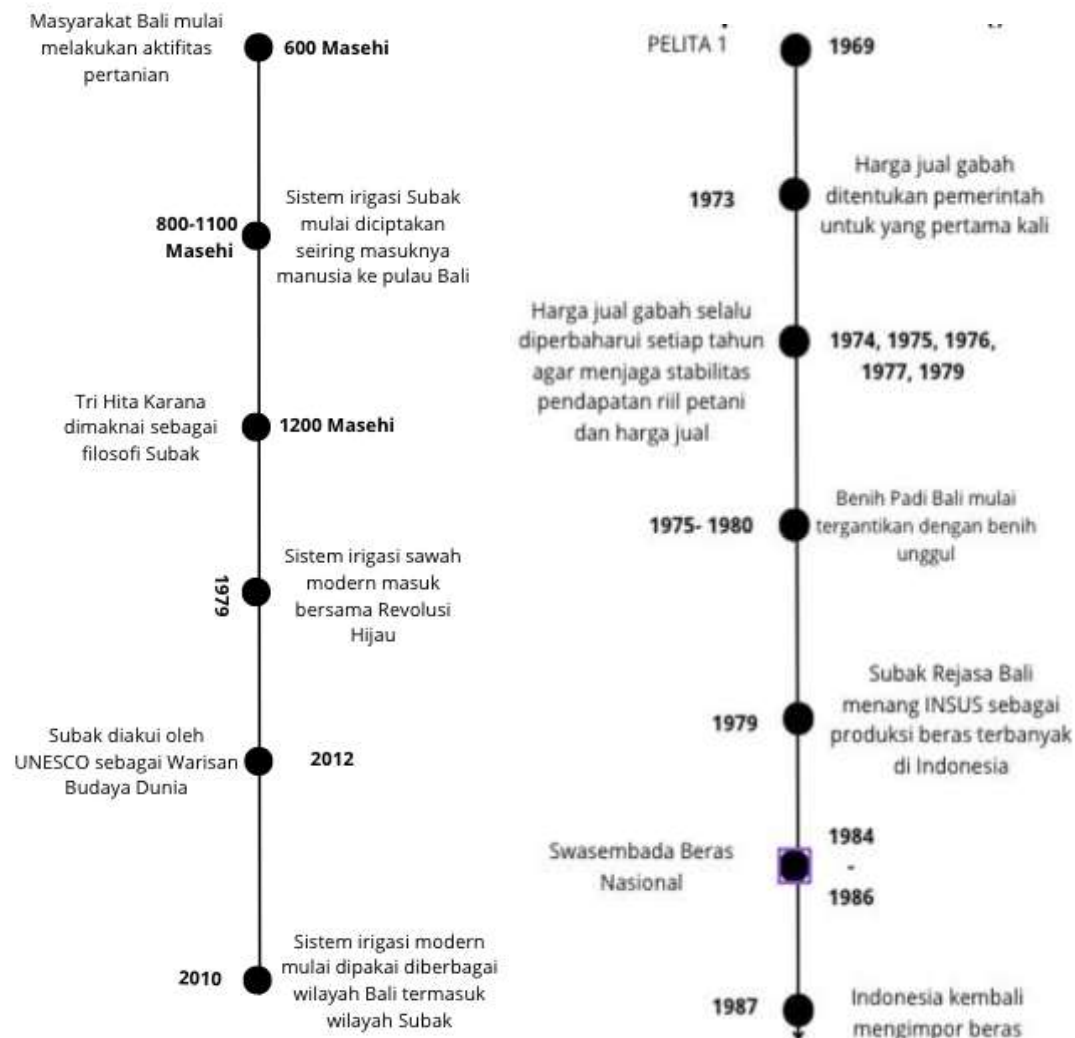 Masyarakat Bali mulai
melakukan aktifitas
pertanian
600 Masehi
800-1100
Masehi
Sistem irigasi Subak
mulai diciptakan
seiring masuknya
manusia ke pulau Bali
Tri Hita Karana
dimaknai sebagai
filosofi Subak
1200 Masehi
1979
Sistem irigasi sawah
modern masuk
bersama Revolusi
Hijau
Subak diakui oleh
UNESCO sebagai Warisan
Budaya Dunia
2012
2010
Sistem irigasi modern
mulai dipakai diberbagai
wilayah Bali termasuk
wilayah Subak
PELITA 1
1969
1973
Harga jual gabah
ditentukan pemerintah
untuk yang pertama kali
Harga jual gabah selalu
diperbaharui setiap tahun
agar menjaga stabilitas
pendapatan riil petani
dan harga jual
1974, 1975, 1976,
1977, 1979
1975- 1980
Benih Padi Bali mulai
tergantikan dengan benih
unggul
1979
Subak Rejasa Bali
menang INSUS sebagai
produksi beras terbanyak
di Indonesia
Swasembada Beras
Nasional
1984
-
1986
1987
Indonesia kembali
mengimpor beras